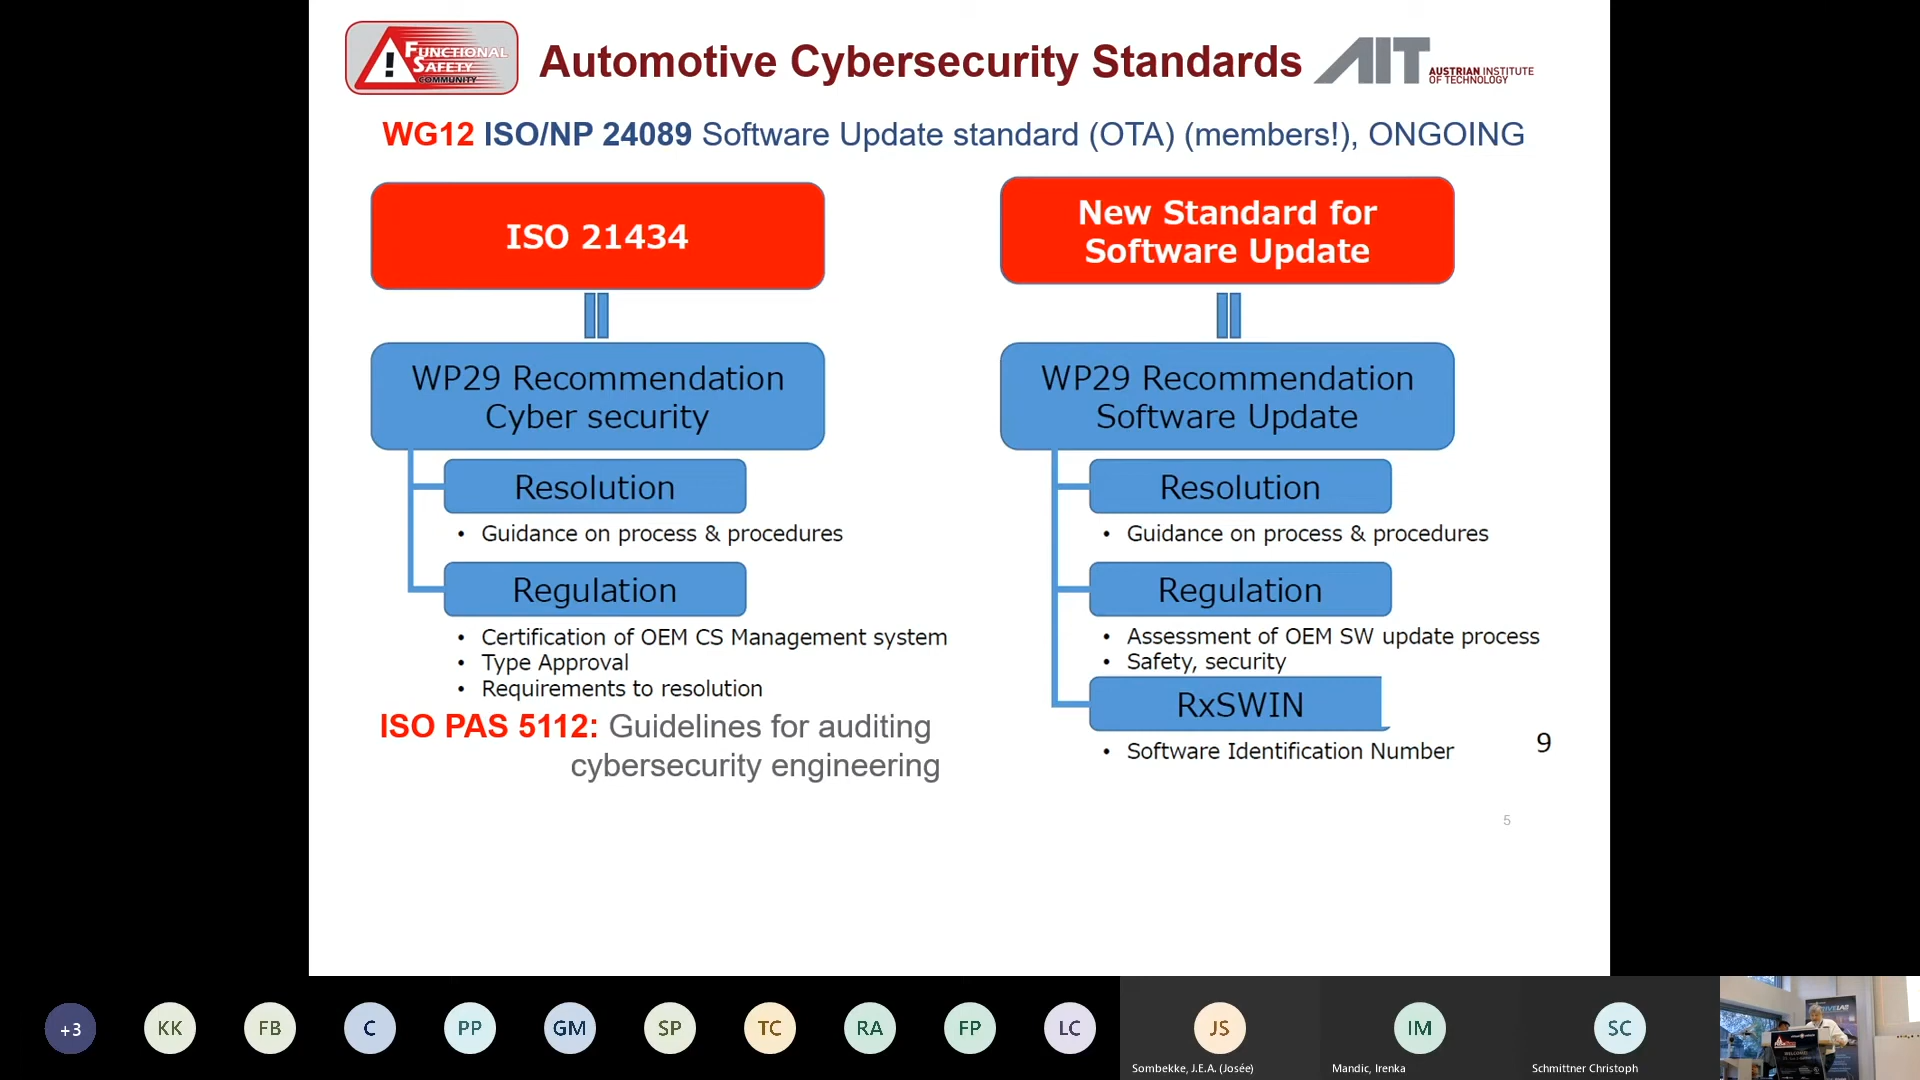 FUNCTIONAL
SAFETY
COMMUNITY
Automotive Cybersecurity Standards
AIT AUSTRIAN INSTITUTE
OF TECHNOLOGY
WG12 ISO/NP 24089 Software Update standard (OTA) (members!), ONGOING
ISO 21434
WP29 Recommendation
Cyber security
Resolution
• Guidance on process & procedures
Regulation
• Certification of OEM CS Management system
• Type Approval
• Requirements to resolution
ISO PAS 5112: Guidelines for auditing
cybersecurity engineering
New Standard for
Software Update
WP29 Recommendation
Software Update
Resolution
• Guidance on process & procedures
Regulation
• Assessment of OEM SW update process
• Safety, security
RxSWIN
• Software Identification Number
9
5
+3
KK
FB
C
PP
GM
SP
TC
RA
FP
LC
JS
Sombekke, J.E.A. (Josée)
IM
Mandic, Irenka
SC
Schmittner Christoph